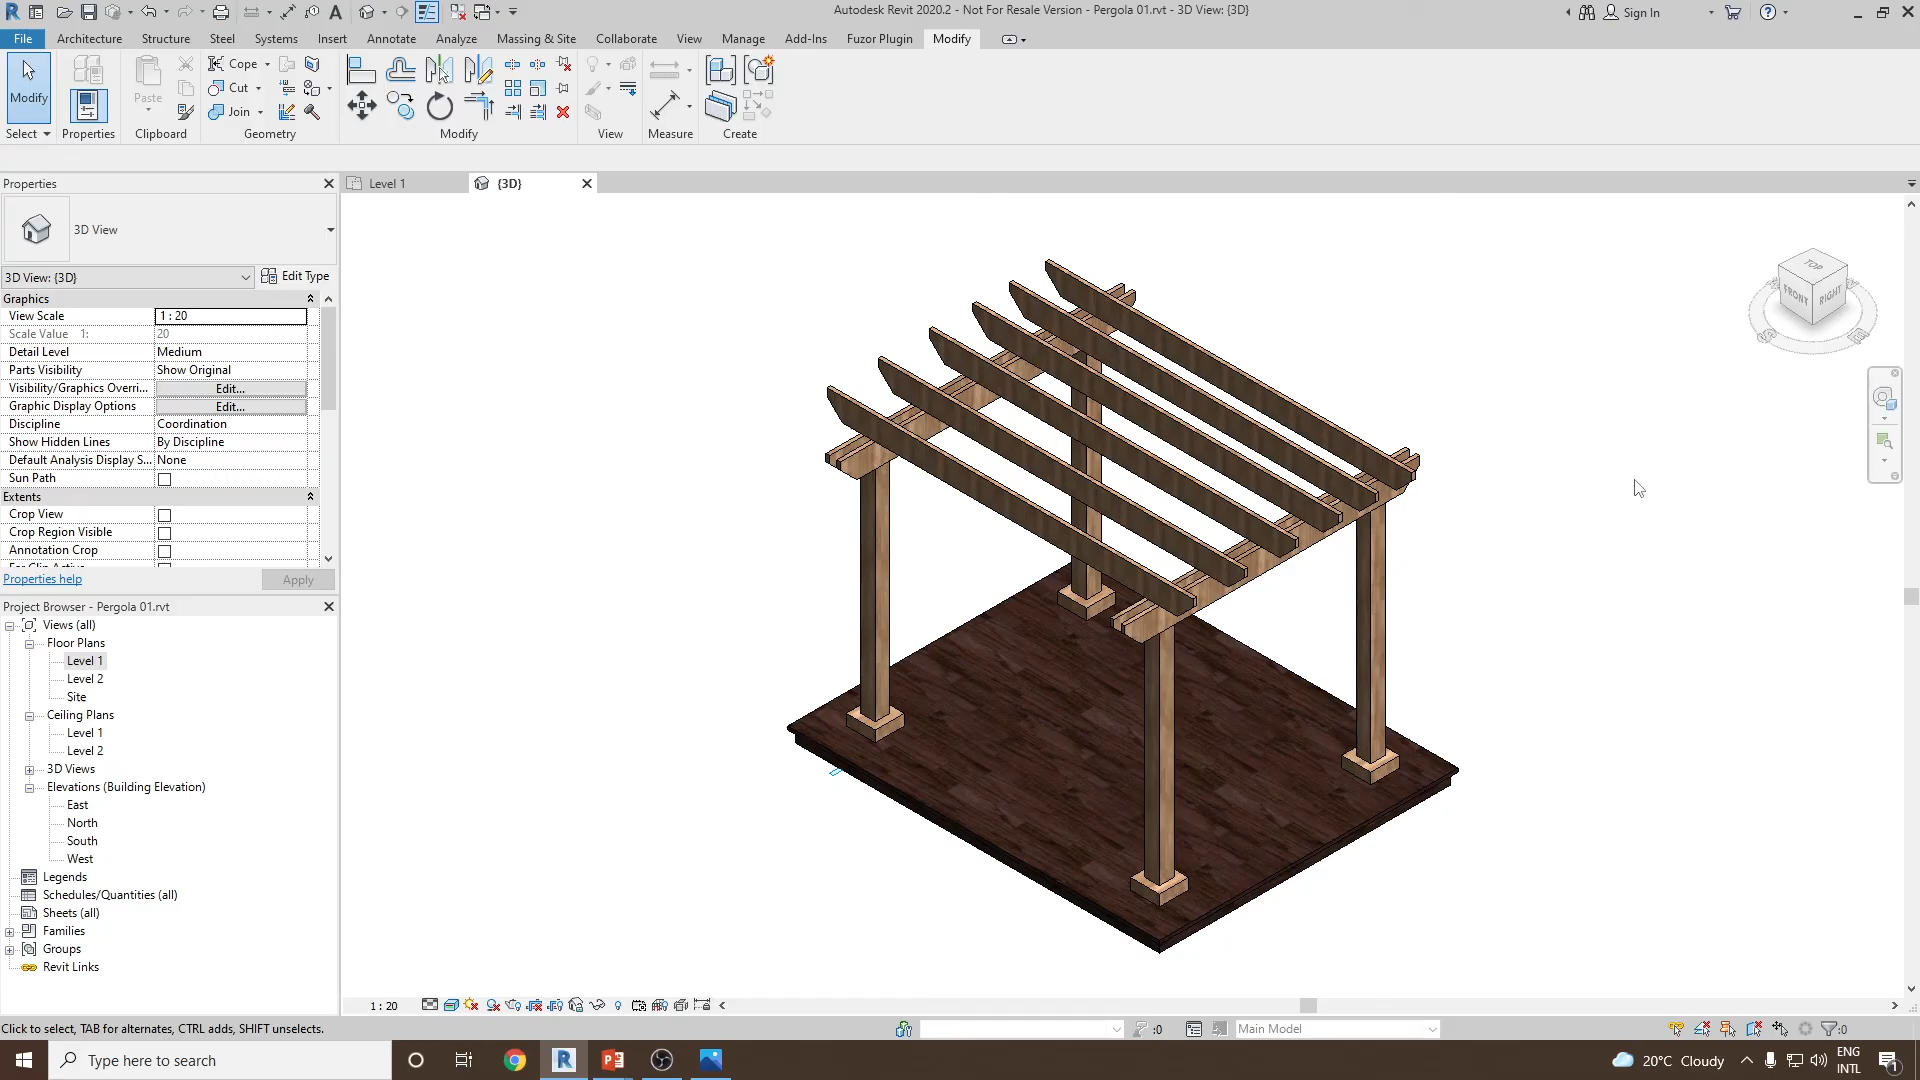 Autodesk Revit 2020.2 - Not For Resale Version - Pergola 01.rvt - 3D View: {3D}
Sign In
File Architecture Structure Steel Systems Insert Annotate Analyze Massing & Site Collaborate View Manage Add-Ins Fuzor Plugin Modify
Modify
Paste
Cope
Cut
Join
Select Properties Clipboard Geometry Modify View Measure Create
Properties
Level 1
{3D}
3D View
3D View: {3D}
Edit Type
Graphics
View Scale 1 : 20
Scale Value 1: 20
Detail Level Medium
Parts Visibility Show Original
Visibility/Graphics Overri... Edit...
Graphic Display Options Edit...
Discipline Coordination
Show Hidden Lines By Discipline
Default Analysis Display S... None
Sun Path
Extents
Crop View
Crop Region Visible
Annotation Crop
Properties help
Apply
TOP
FRONT RIGHT
Project Browser - Pergola 01.rvt
Views (all)
Floor Plans
Level 1
Level 2
Site
Ceiling Plans
Level 1
Level 2
3D Views
Elevations (Building Elevation)
East
North
South
West
Legends
Schedules/Quantities (all)
Sheets (all)
Families
Groups
Revit Links
1 : 20
Click to select, TAB for alternates, CTRL adds, SHIFT unselects.
:0
Main Model
:0
Type here to search
20°C Cloudy
ENG
INTL
1